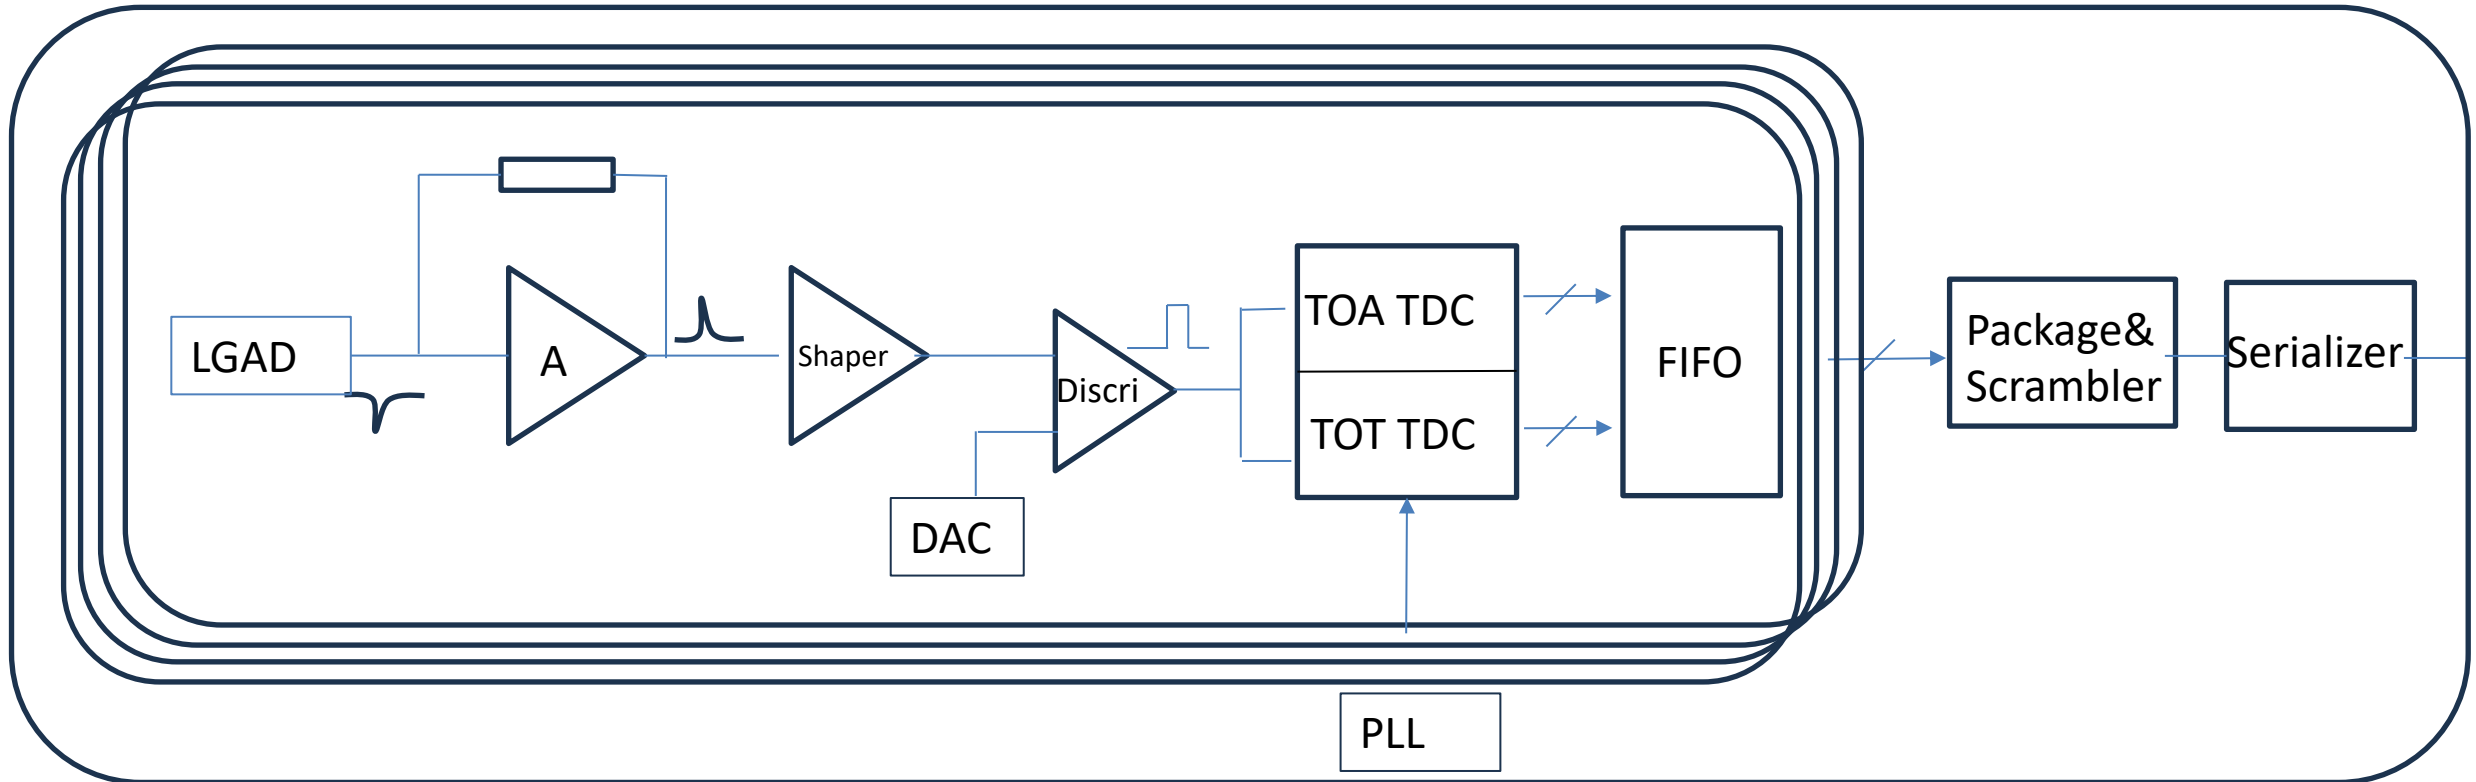 LGAD
A
Shaper
Discri
DAC
TOA TDC
TOT TDC
FIFO
Package&
Scrambler
Serializer
PLL